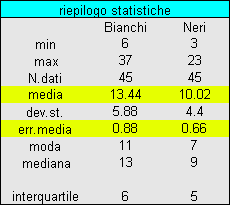 riepilogo statistiche
Bianchi Neri
min 6 3
max 37 23
N.dati 45 45
media 13.44 10.02
dev.st. 5.88 4.4
err.media 0.88 0.66
moda 11 7
mediana 13 9
interquartile 6 5